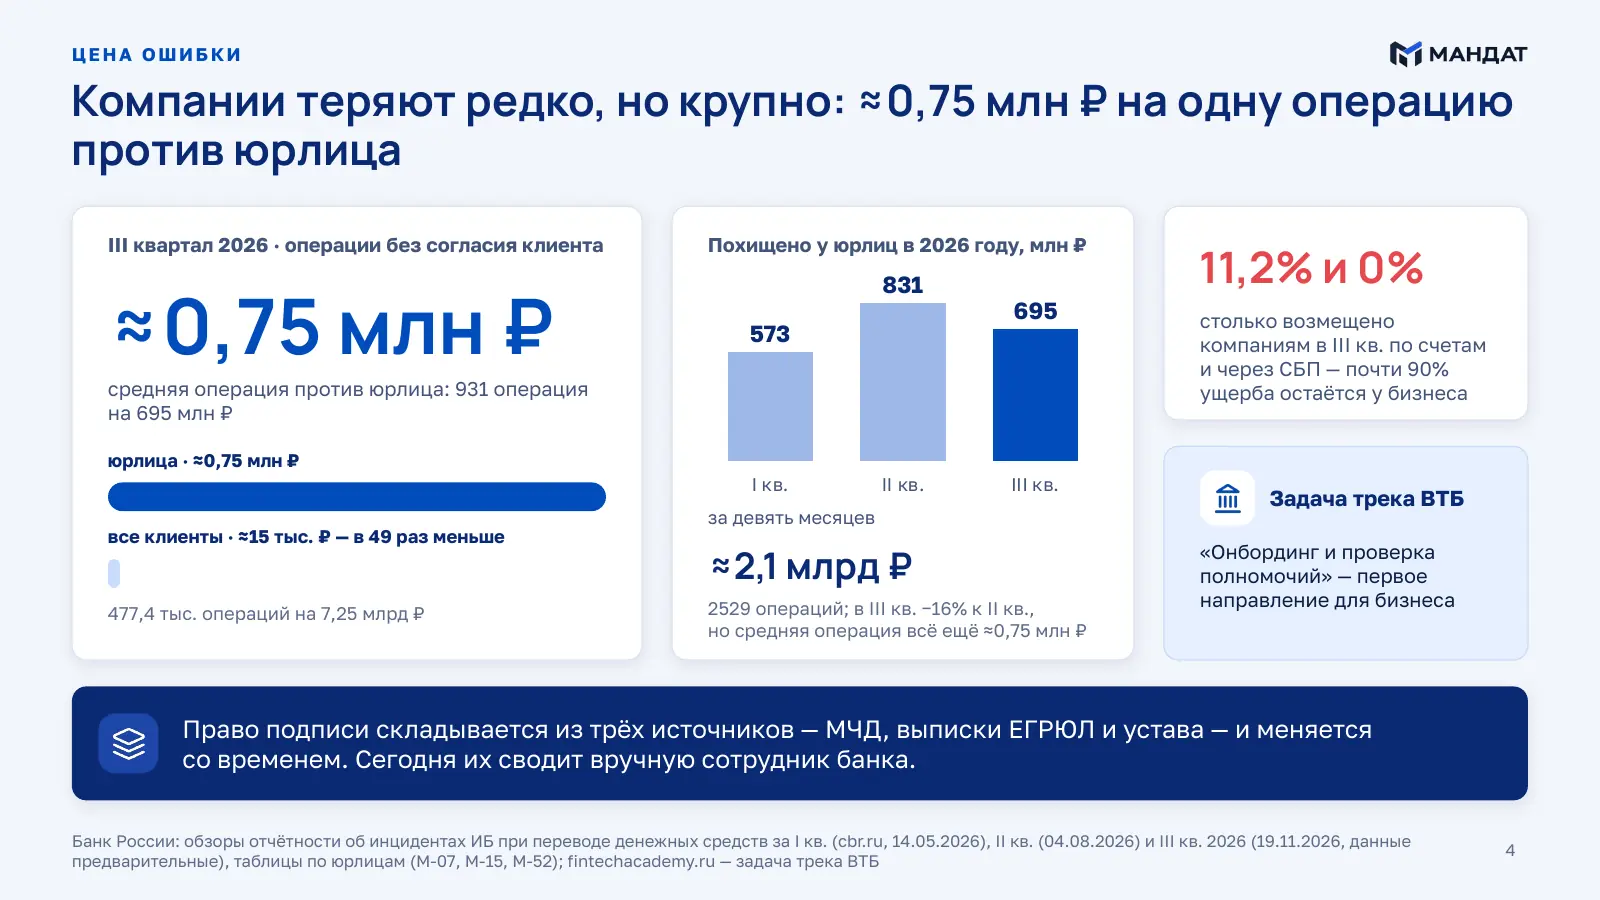 ЦЕНА ОШИБКИ
МАНДАТ
Компании теряют редко, но крупно: ≈0,75 млн ₽ на одну операцию
против юрлица
III квартал 2026 · операции без согласия клиента
≈0,75 млн ₽
средняя операция против юрлица: 931 операция
на 695 млн ₽
юрлица · ≈0,75 млн ₽
все клиенты · ≈15 тыс. ₽ — в 49 раз меньше
477,4 тыс. операций на 7,25 млрд ₽
Похищено у юрлиц в 2026 году, млн ₽
573
831
695
I кв.
II кв.
III кв.
за девять месяцев
≈2,1 млрд ₽
2529 операций; в III кв. −16% к II кв.,
но средняя операция всё ещё ≈0,75 млн ₽
11,2% и 0%
столько возмещено
компаниям в III кв. по счетам
и через СБП — почти 90%
ущерба остаётся у бизнеса
Задача трека ВТБ
«Онбординг и проверка
полномочий» — первое
направление для бизнеса
Право подписи складывается из трёх источников — МЧД, выписки ЕГРЮЛ и устава — и меняется
со временем. Сегодня их сводит вручную сотрудник банка.
Банк России: обзоры отчётности об инцидентах ИБ при переводе денежных средств за I кв. (cbr.ru, 14.05.2026), II кв. (04.08.2026) и III кв. 2026 (19.11.2026, данные
предварительные), таблицы по юрлицам (М-07, М-15, М-52); fintechacademy.ru — задача трека ВТБ
4